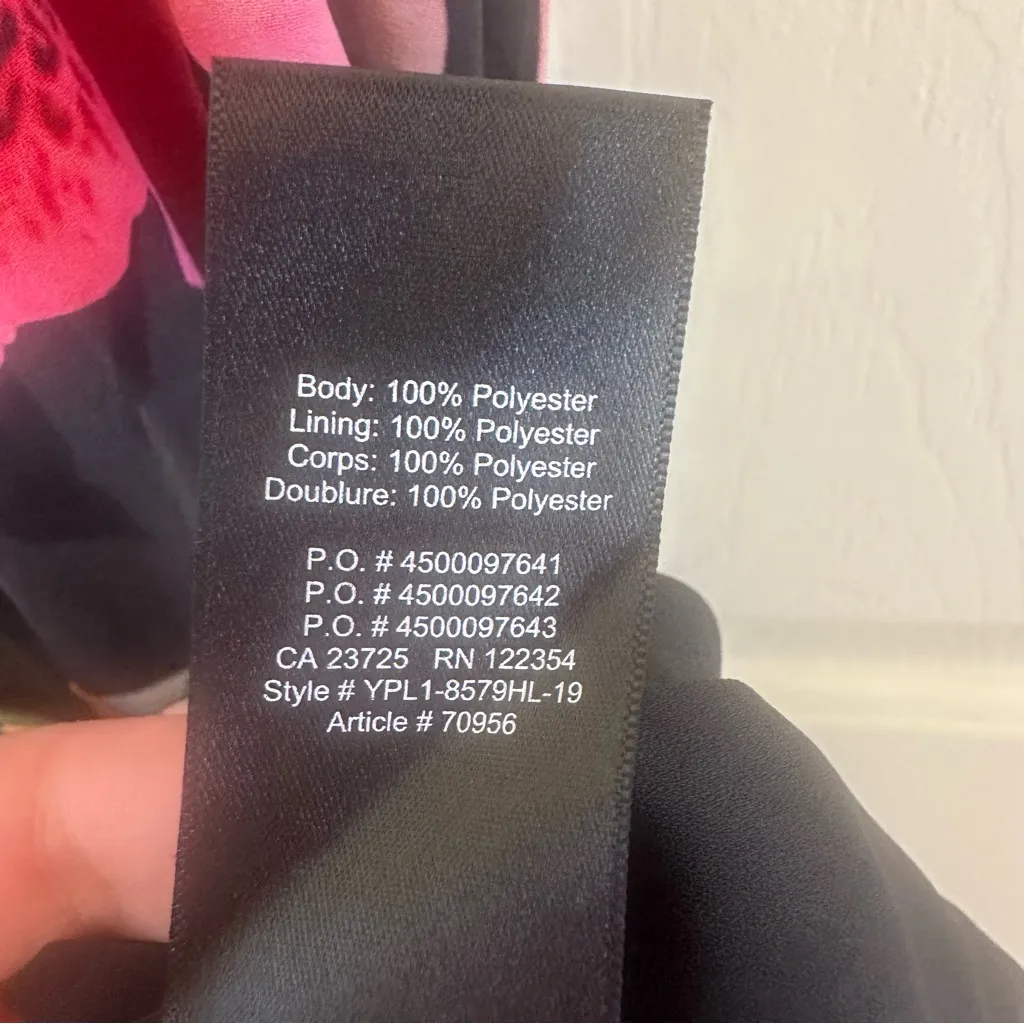 Body: 100% Polyester
Lining: 100% Polyester
Corps: 100% Polyester
Doublure: 100% Polyester
P.O. # 4500097641
P.O. # 4500097642
P.O. # 4500097643
CA 23725 RN 122354
Style # YPL1-8579HL-19
Article # 70956